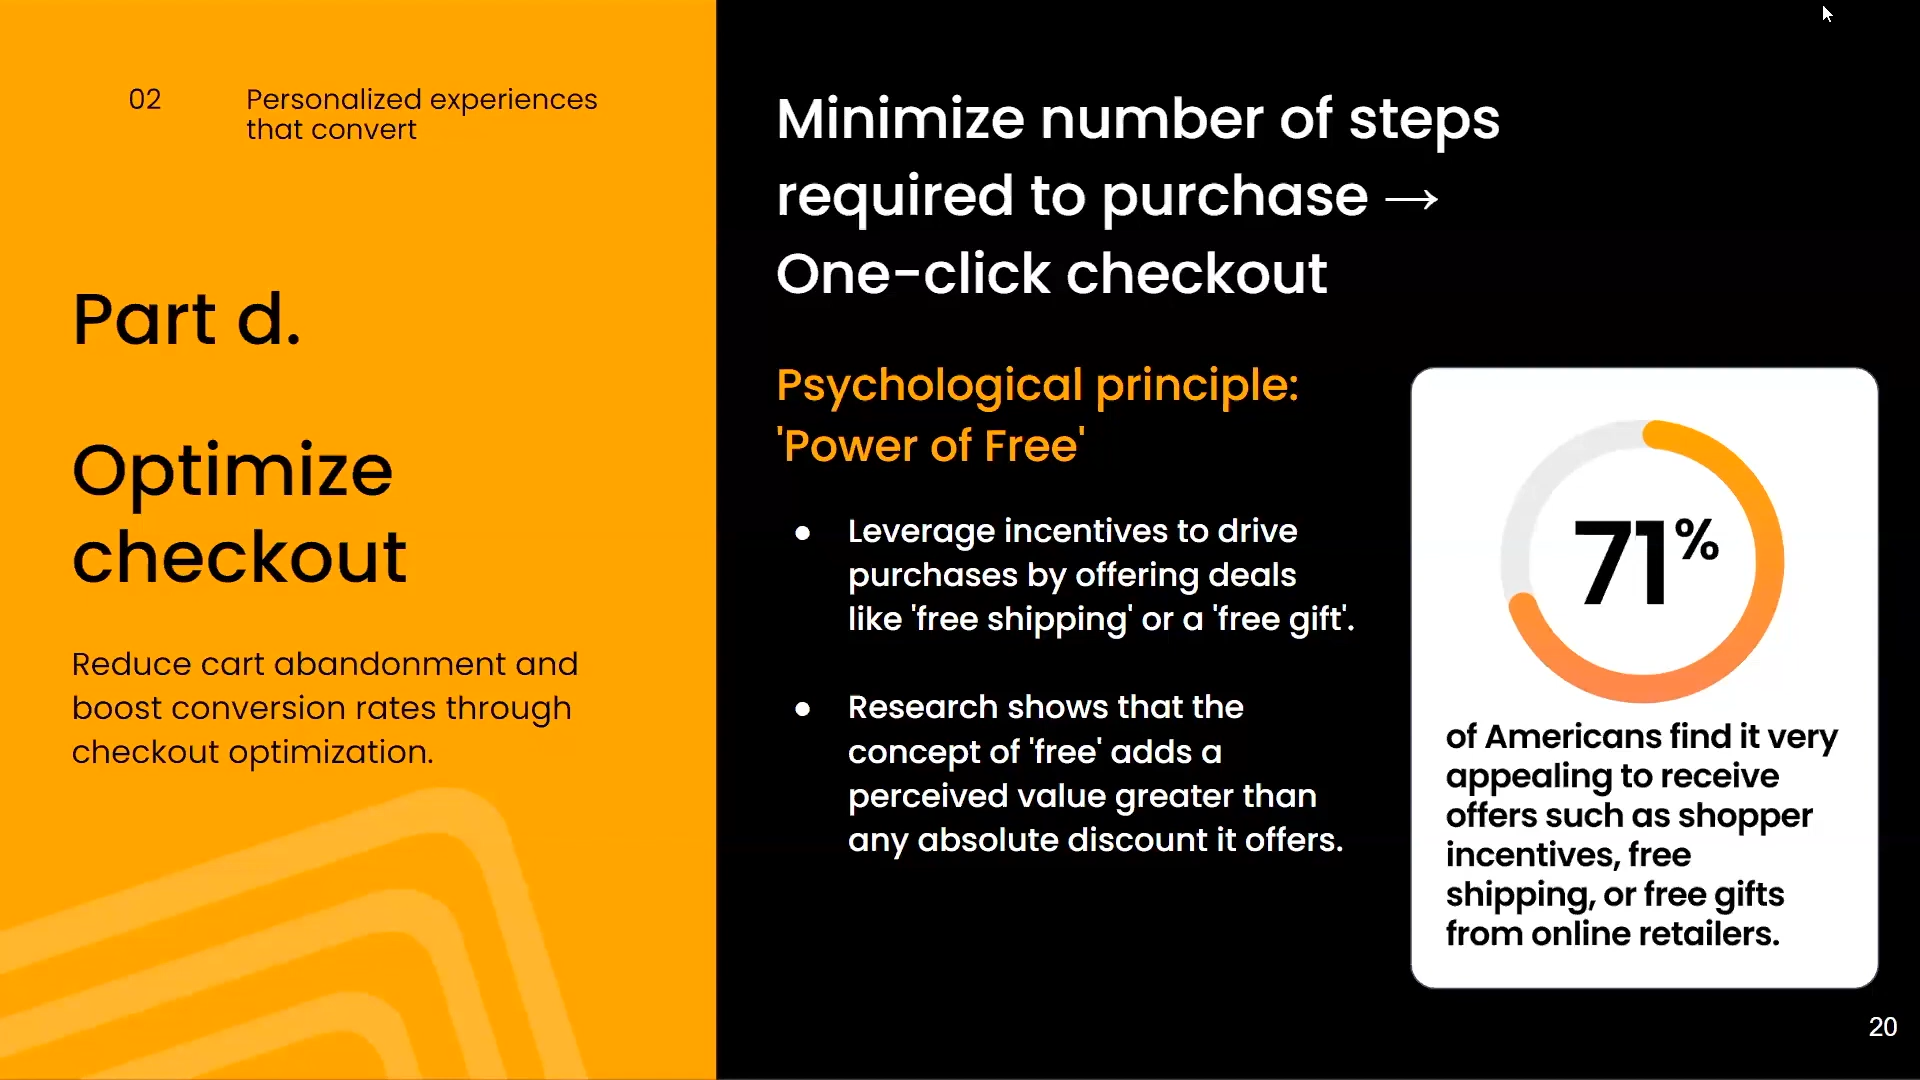 02
Personalized experiences
that convert
Part d.
Optimize
checkout
Reduce cart abandonment and
boost conversion rates through
checkout optimization.
Minimize number of steps
required to purchase →
One-click checkout
Psychological principle:
'Power of Free'
● Leverage incentives to drive
purchases by offering deals
like 'free shipping' or a 'free gift'.
● Research shows that the
concept of 'free' adds a
perceived value greater than
any absolute discount it offers.
71%
of Americans find it very
appealing to receive
offers such as shopper
incentives, free
shipping, or free gifts
from online retailers.
20